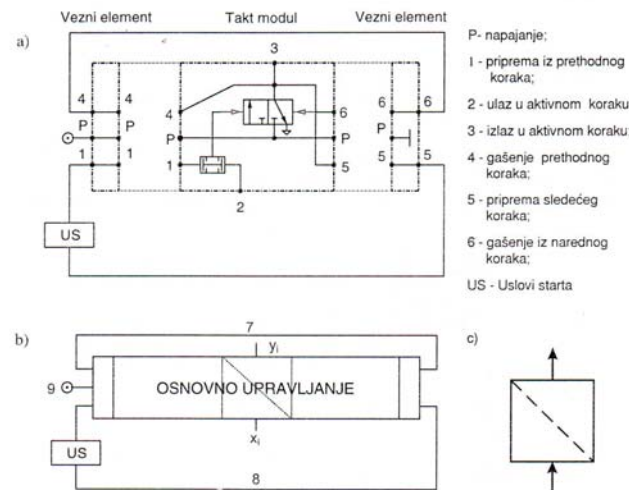 Vezni element
Takt modul
Vezni element
a)
3
4
4
4
6
6
6
P
P
P
P
P
1
1
1
5
5
5
2
US
P- napajanje;
1 - priprema iz prethodnog
koraka;
2 - ulaz u aktivnom koraku
3 - izlaz u aktivnom koraku;
4 - gašenje prethodnog
koraka;
5 - priprema sledećeg
koraka;
6 - gašenje iz narednog
koraka;
US - Uslovi starta
b)
7
yi
9
OSNOVNO UPRAVLJANJE
xi
US
8
c)